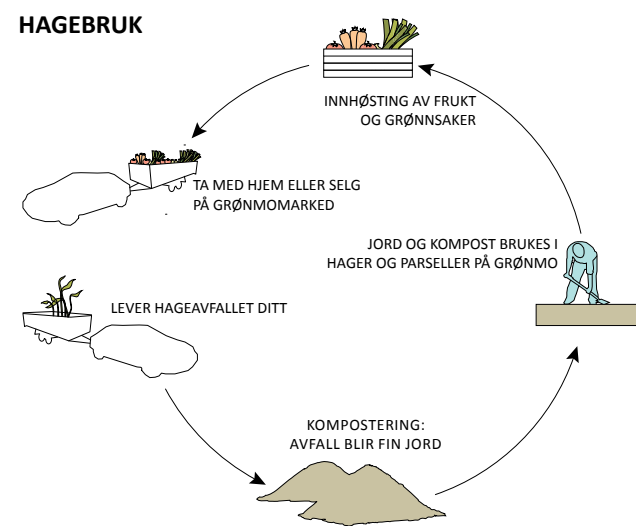 HAGEBRUK
INNHØSTING AV FRUKT
OG GRØNNSAKER
TA MED HJEM ELLER SELG
PÅ GRØNMOMARKED
JORD OG KOMPOST BRUKES I
HAGER OG PARSELLER PÅ GRØNMO
LEVER HAGEAVFALLET DITT
KOMPOSTERING:
AVFALL BLIR FIN JORD